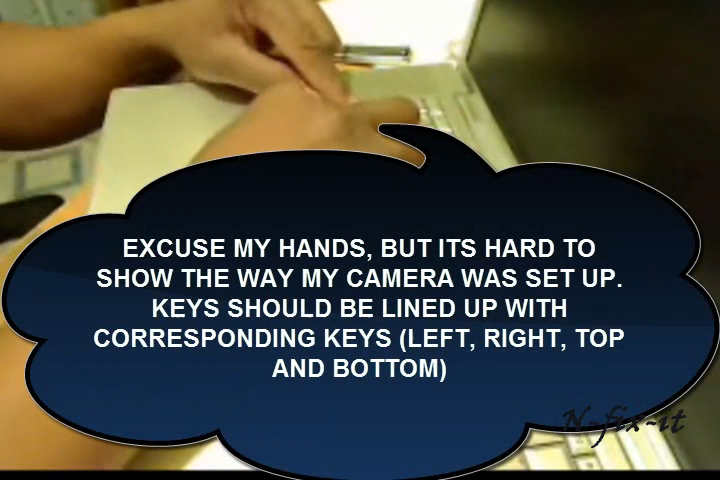 EXCUSE MY HANDS, BUT ITS HARD TO
SHOW THE WAY MY CAMERA WAS SET UP.
KEYS SHOULD BE LINED UP WITH
CORRESPONDING KEYS (LEFT, RIGHT, TOP
AND BOTTOM)
N-fix-it